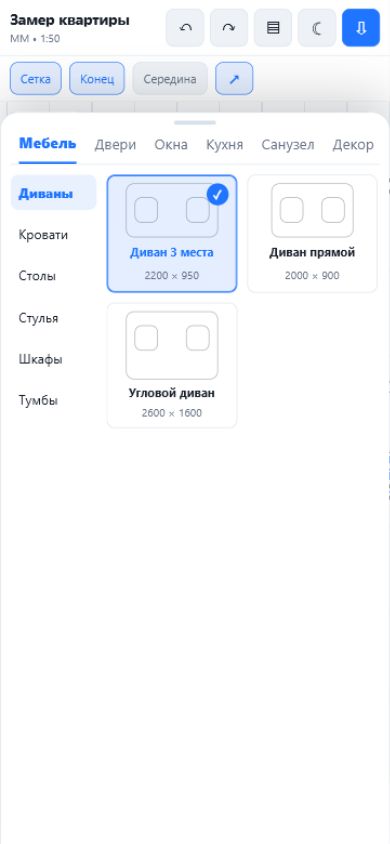 Замер квартиры
ММ • 1:50
Сетка
Конец
Середина
Мебель
Двери
Окна
Кухня
Санузел
Декор
Диваны
Кровати
Столы
Стулья
Шкафы
Тумбы
Диван 3 места
2200 × 950
Диван прямой
2000 × 900
Угловой диван
2600 × 1600